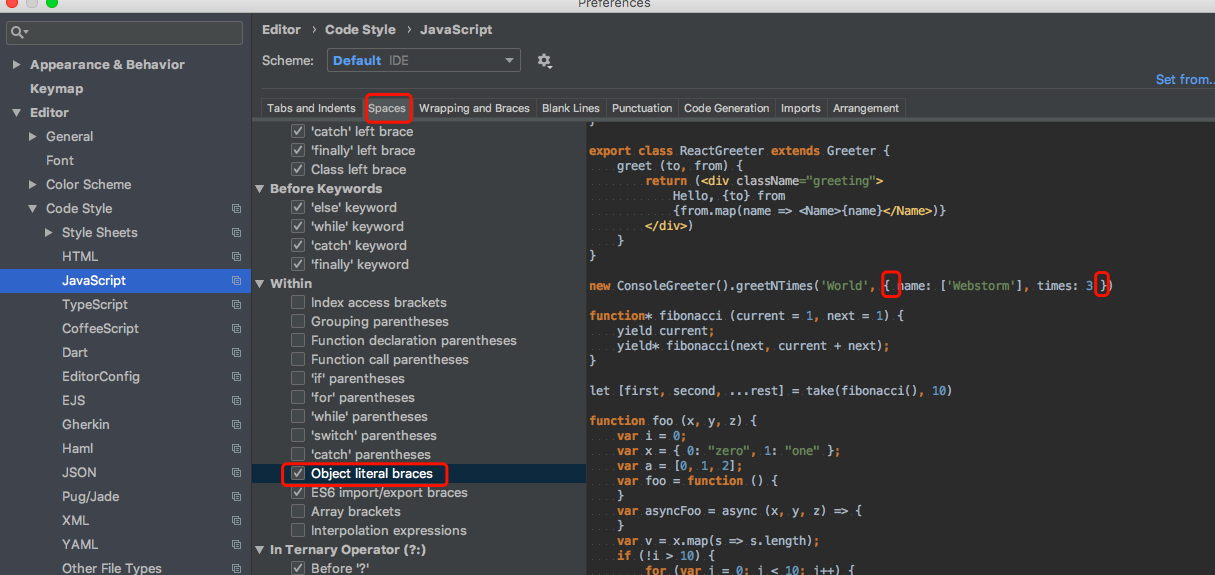 Preferences
Editor › Code Style › JavaScript
Scheme: Default IDE
Set from..
Appearance & Behavior
Keymap
Editor
General
Font
Color Scheme
Code Style
Style Sheets
HTML
JavaScript
TypeScript
CoffeeScript
Dart
EditorConfig
EJS
Gherkin
Haml
JSON
Pug/Jade
XML
YAML
Other File Types
Tabs and Indents Spaces Wrapping and Braces Blank Lines Punctuation Code Generation Imports Arrangement
'catch' left brace
'finally' left brace
Class left brace
Before Keywords
'else' keyword
'while' keyword
'catch' keyword
'finally' keyword
Within
Index access brackets
Grouping parentheses
Function declaration parentheses
Function call parentheses
'if' parentheses
'for' parentheses
'while' parentheses
'switch' parentheses
'catch' parentheses
Object literal braces
ES6 import/export braces
Array brackets
Interpolation expressions
In Ternary Operator (?:)
Before '?'
}
export class ReactGreeter extends Greeter {
greet (to, from) {
return (<div className="greeting">
Hello, {to} from
{from.map(name => <Name>{name}</Name>)}
</div>)
}
}
new ConsoleGreeter().greetNTimes('World', { name: ['Webstorm'], times: 3 })
function* fibonacci (current = 1, next = 1) {
yield current;
yield* fibonacci(next, current + next);
}
let [first, second, ...rest] = take(fibonacci(), 10)
function foo (x, y, z) {
var i = 0;
var x = { 0: "zero", 1: "one" };
var a = [0, 1, 2];
var foo = function () {
}
var asyncFoo = async (x, y, z) => {
}
var v = x.map(s => s.length);
if (!i > 10) {
for (var j = 0; j < 10; j++) {